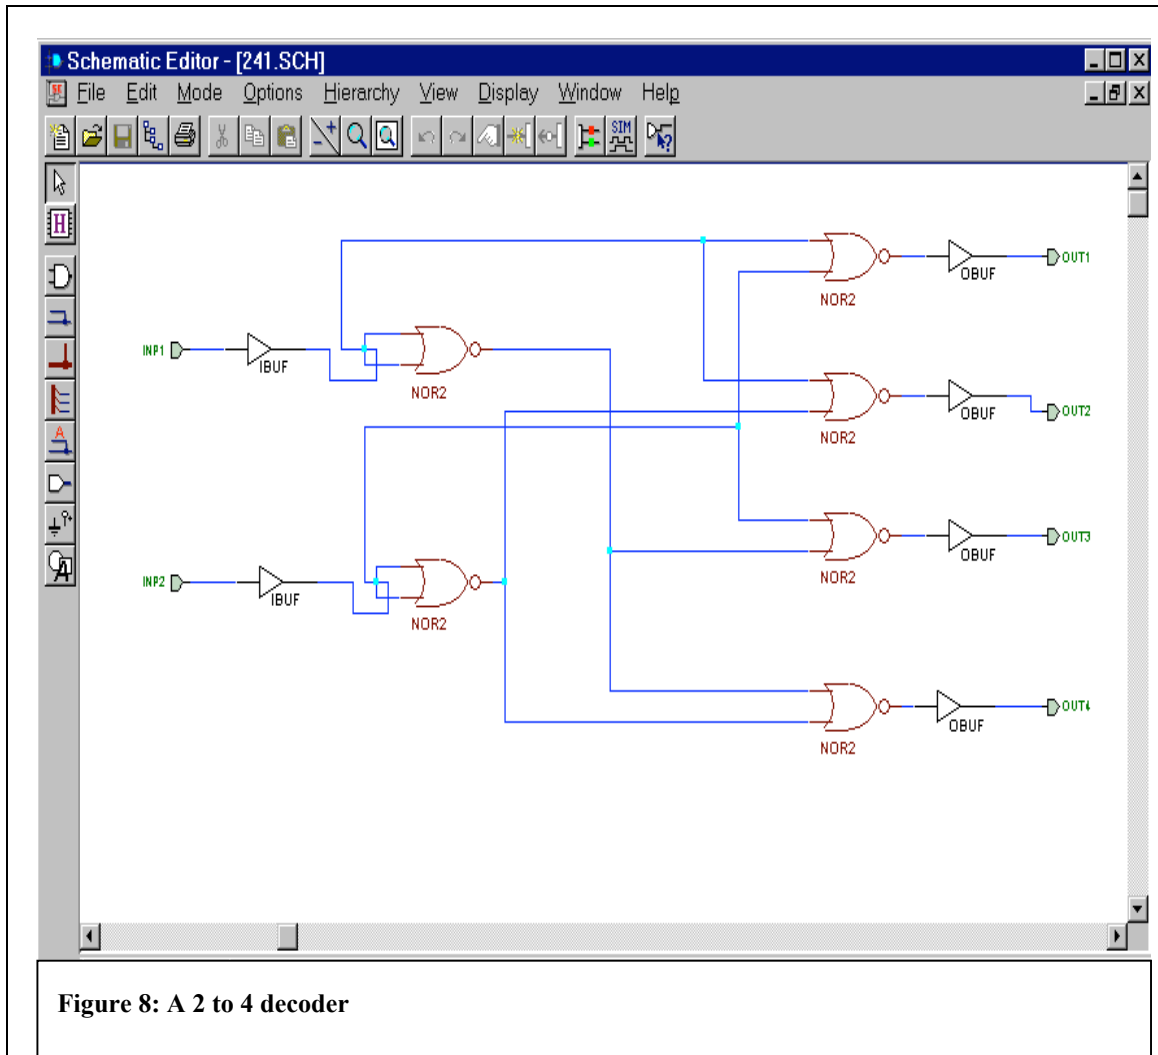 Schematic Editor - [241.SCH]
File Edit Mode Options Hierarchy View Display Window Help
SIM
H
A
A
INP1
IBUF
NOR2
INP2
IBUF
NOR2
NOR2
OBUF
OUT1
NOR2
OBUF
OUT2
NOR2
OBUF
OUT3
NOR2
OBUF
OUT4
Figure 8: A 2 to 4 decoder